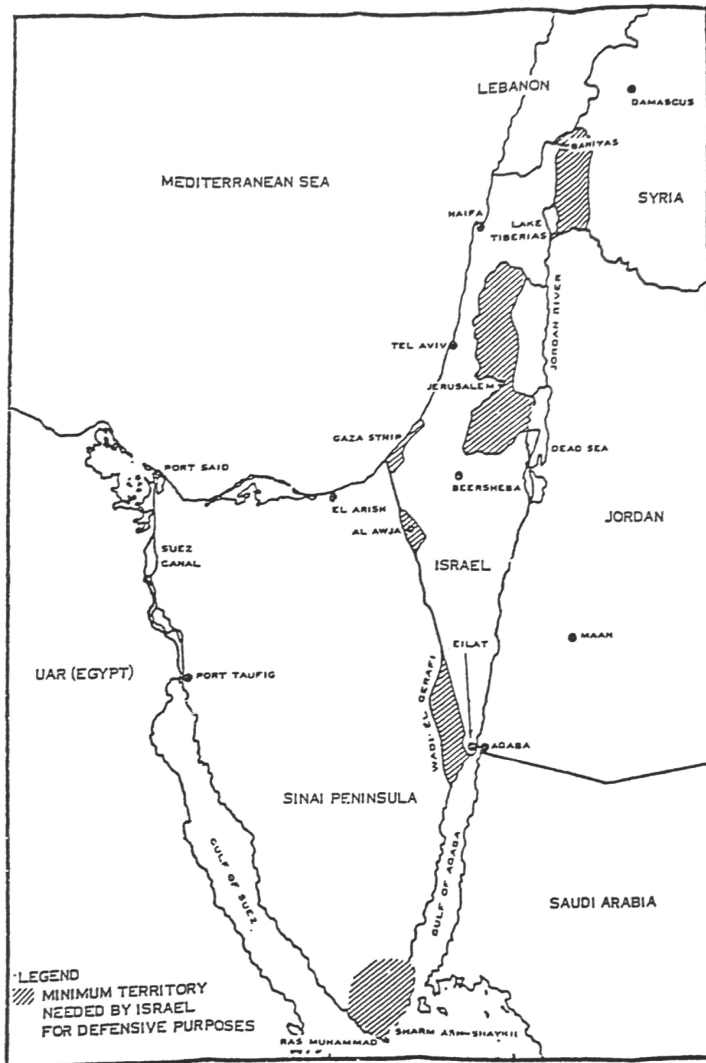 LEBANON
DAMASCUS
BANIYAS
MEDITERRANEAN SEA
SYRIA
HAIFA
LAKE
TIBERIAS
JORDAN RIVER
TEL AVIV
JERUSALEM
GAZA STRIP
DEAD SEA
PORT SAID
BEERSHEBA
EL ARISH
AL AWJA
JORDAN
SUEZ
CANAL
ISRAEL
EILAT
MAAN
UAR (EGYPT)
PORT TAUFIG
WADI EL GERAFI
AQABA
SINAI PENINSULA
GULF OF SUEZ
GULF OF AQABA
SAUDI ARABIA
LEGEND
MINIMUM TERRITORY
NEEDED BY ISRAEL
FOR DEFENSIVE PURPOSES
RAS MUHAMMAD
SHARM ASH-SHAYKH